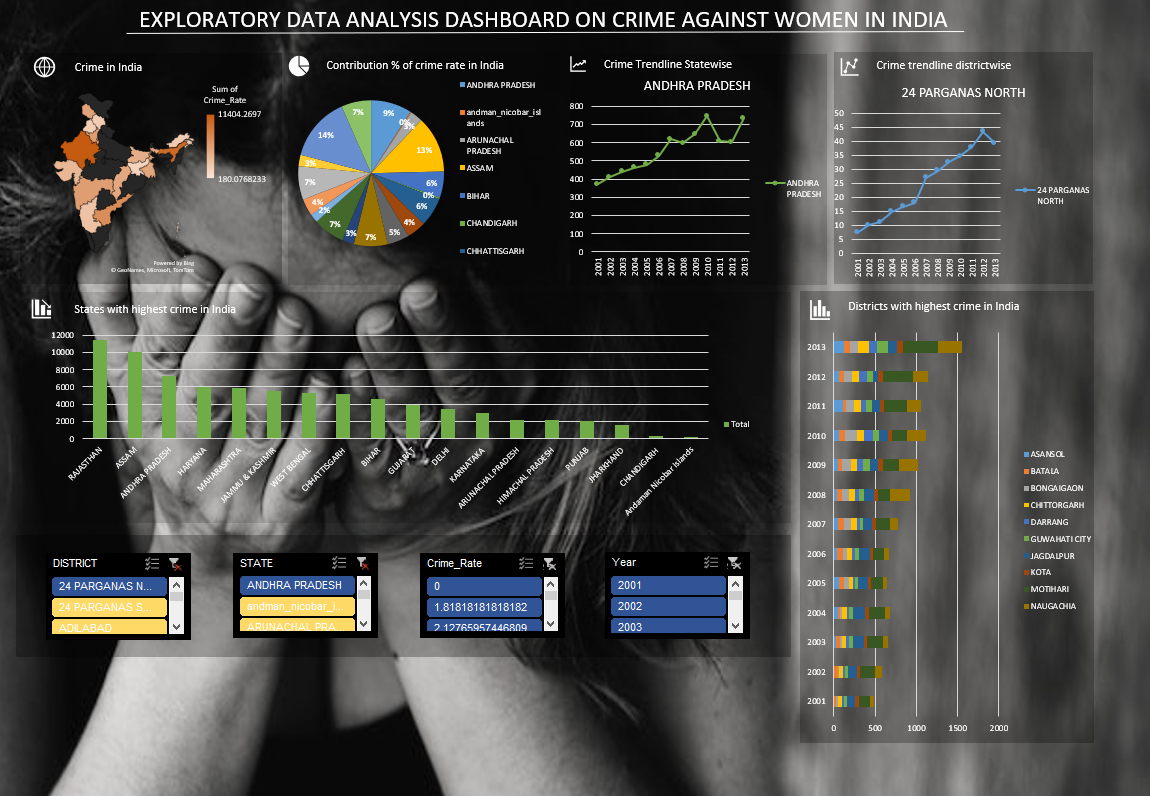 EXPLORATORY DATA ANALYSIS DASHBOARD ON CRIME AGAINST WOMEN IN INDIA
Crime in India
Sum of
Crime_Rate
11404.2697
180.0768233
Powered by Bing
© GeoNames, Microsoft, TomTom
Contribution % of crime rate in India
9%
0%
3%
13%
6%
0%
6%
4%
5%
7%
3%
7%
2%
4%
7%
3%
14%
7%
ANDHRA PRADESH
andman_nicobar_isl
ands
ARUNACHAL
PRADESH
ASSAM
BIHAR
CHANDIGARH
CHHATTISGARH
Crime Trendline Statewise
ANDHRA PRADESH
800
700
600
500
400
300
200
100
0
2001
2002
2003
2004
2005
2006
2007
2008
2009
2010
2011
2012
2013
ANDHRA
PRADESH
Crime trendline districtwise
24 PARGANAS NORTH
50
45
40
35
30
25
20
15
10
5
0
2001
2002
2003
2004
2005
2006
2007
2008
2009
2010
2011
2012
2013
24 PARGANAS
NORTH
States with highest crime in India
12000
10000
8000
6000
4000
2000
0
RAJASTHAN
ASSAM
ANDHRA PRADESH
HARYANA
MAHARASHTRA
JAMMU & KASHMIR
WEST BENGAL
CHHATTISGARH
BIHAR
GUJARAT
DELHI
KARNATAKA
ARUNACHAL PRADESH
HIMACHAL PRADESH
PUNJAB
JHARKHAND
CHANDIGARH
Andaman Nicobar Islands
Total
Districts with highest crime in India
2013
2012
2011
2010
2009
2008
2007
2006
2005
2004
2003
2002
2001
0
500
1000
1500
2000
ASANSOL
BATALA
BONGAIGAON
CHITTORGARH
DARRANG
GUWAHATI CITY
JAGDALPUR
KOTA
MOTIHARI
NAUGACHIA
DISTRICT
24 PARGANAS N...
24 PARGANAS S...
ADILABAD
STATE
ANDHRA PRADESH
andman_nicobar_i...
ARUNACHAL PRA...
Crime_Rate
0
1.81818181818182
2.12765957446809
Year
2001
2002
2003